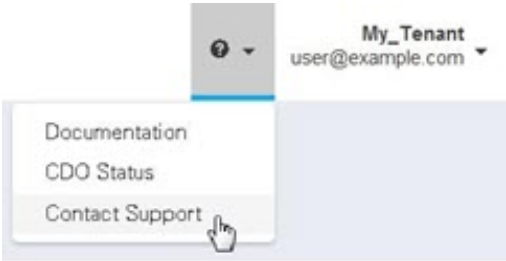 My_Tenant
user@example.com
Documentation
CDO Status
Contact Support